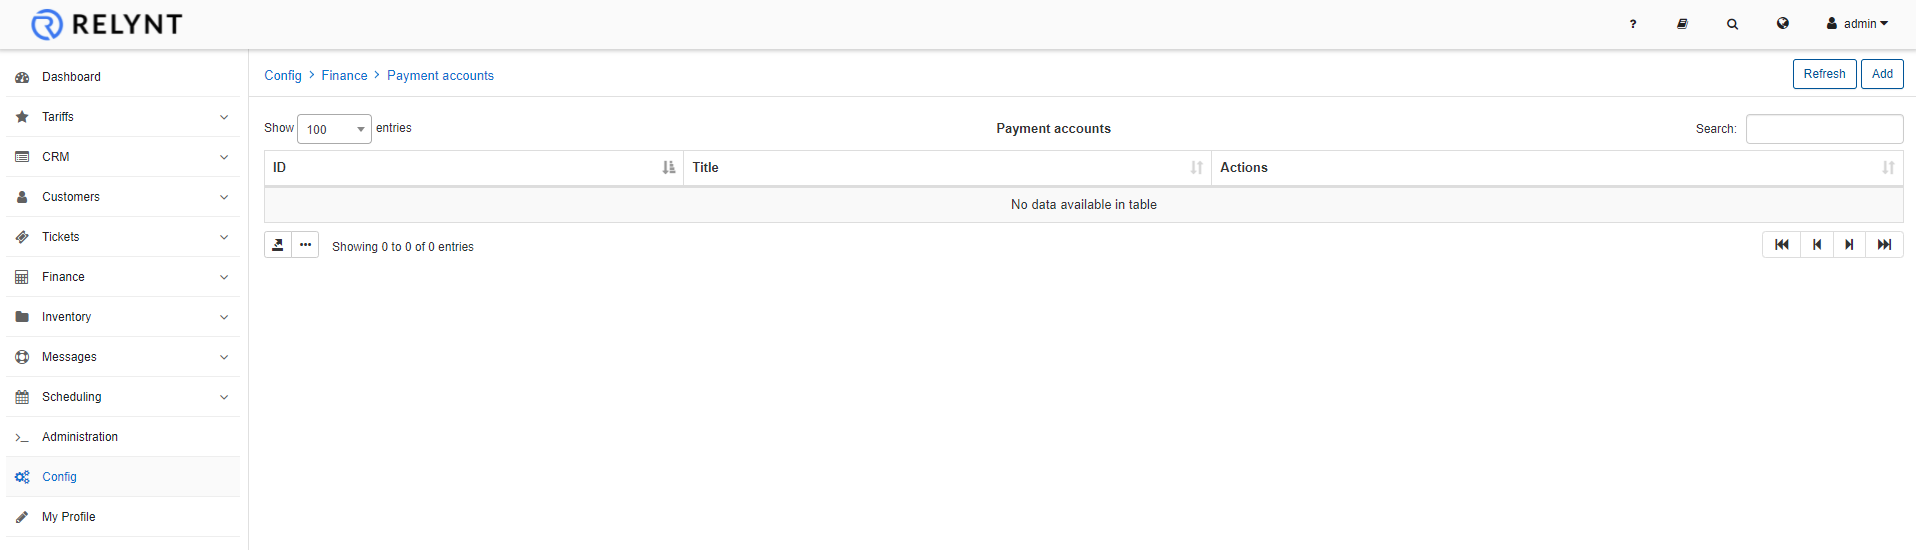 RELYNT
? admin
Dashboard
Tariffs
CRM
Customers
Tickets
Finance
Inventory
Messages
Scheduling
Administration
Config
My Profile
Config > Finance > Payment accounts
Refresh Add
Show 100 entries
Payment accounts
Search:
ID Title Actions
No data available in table
Showing 0 to 0 of 0 entries